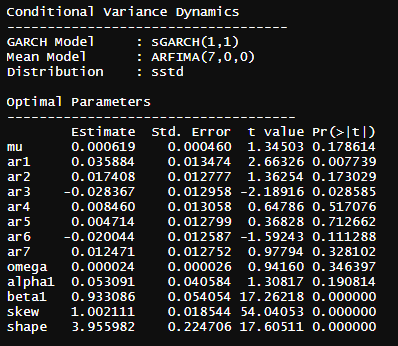 Conditional Variance Dynamics
-----------------------------------
GARCH Model     : sGARCH(1,1)
Mean Model      : ARFIMA(7,0,0)
Distribution    : sstd

Optimal Parameters
------------------------------------
        Estimate  Std. Error  t value Pr(>|t|)
mu      0.000619    0.000460  1.34503 0.178614
ar1     0.035884    0.013474  2.66326 0.007739
ar2     0.017408    0.012777  1.36254 0.173029
ar3    -0.028367    0.012958 -2.18916 0.028585
ar4     0.008460    0.013058  0.64786 0.517076
ar5     0.004714    0.012799  0.36828 0.712662
ar6    -0.020044    0.012587 -1.59243 0.111288
ar7     0.012471    0.012752  0.97794 0.328102
omega   0.000024    0.000026  0.94160 0.346397
alpha1  0.053091    0.040584  1.30817 0.190814
beta1   0.933086    0.054054 17.26218 0.000000
skew    1.002111    0.018544 54.04053 0.000000
shape   3.955982    0.224706 17.60511 0.000000